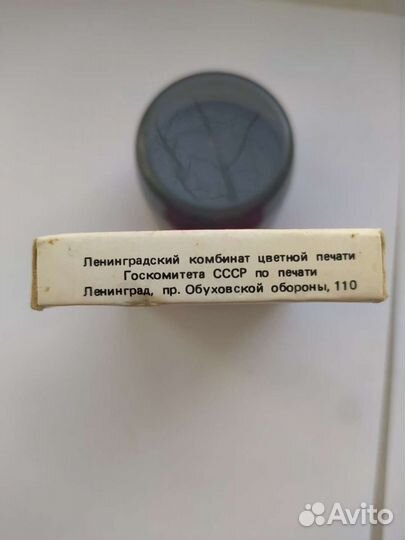 Ленинградский комбинат цветной печати
Госкомитета СССР по печати
Ленинград, пр. Обуховской обороны, 110
Avito